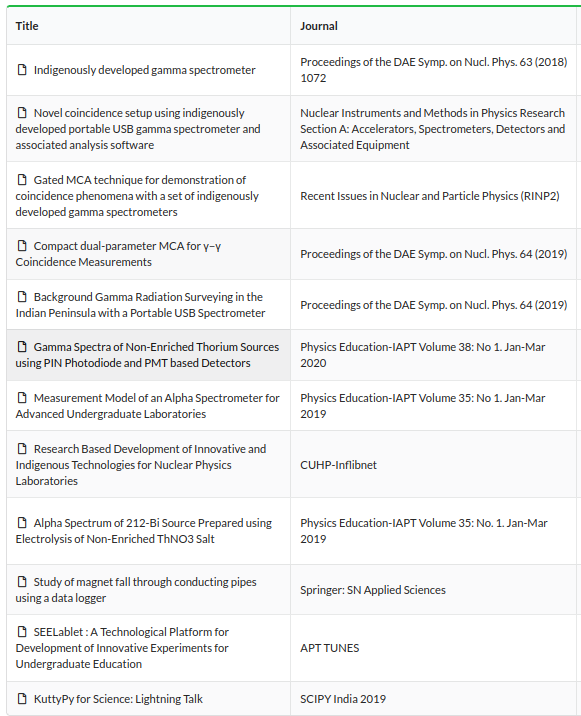 Title
Journal
Indigenously developed gamma spectrometer
Proceedings of the DAE Symp. on Nucl. Phys. 63 (2018)
1072
Novel coincidence setup using indigenously
developed portable USB gamma spectrometer and
associated analysis software
Nuclear Instruments and Methods in Physics Research
Section A: Accelerators, Spectrometers, Detectors and
Associated Equipment
Gated MCA technique for demonstration of
coincidence phenomena with a set of indigenously
developed gamma spectrometers
Recent Issues in Nuclear and Particle Physics (RINP2)
Compact dual-parameter MCA for γ–γ
Coincidence Measurements
Proceedings of the DAE Symp. on Nucl. Phys. 64 (2019)
Background Gamma Radiation Surveying in the
Indian Peninsula with a Portable USB Spectrometer
Proceedings of the DAE Symp. on Nucl. Phys. 64 (2019)
Gamma Spectra of Non-Enriched Thorium Sources
using PIN Photodiode and PMT based Detectors
Physics Education-IAPT Volume 38: No 1. Jan-Mar
2020
Measurement Model of an Alpha Spectrometer for
Advanced Undergraduate Laboratories
Physics Education-IAPT Volume 35: No 1. Jan-Mar
2019
Research Based Development of Innovative and
Indigenous Technologies for Nuclear Physics
Laboratories
CUHP-Inflibnet
Alpha Spectrum of 212-Bi Source Prepared using
Electrolysis of Non-Enriched ThNO3 Salt
Physics Education-IAPT Volume 35: No. 1. Jan-Mar
2019
Study of magnet fall through conducting pipes
using a data logger
Springer: SN Applied Sciences
SEELablet : A Technological Platform for
Development of Innovative Experiments for
Undergraduate Education
APT TUNES
KuttyPy for Science: Lightning Talk
SCIPY India 2019